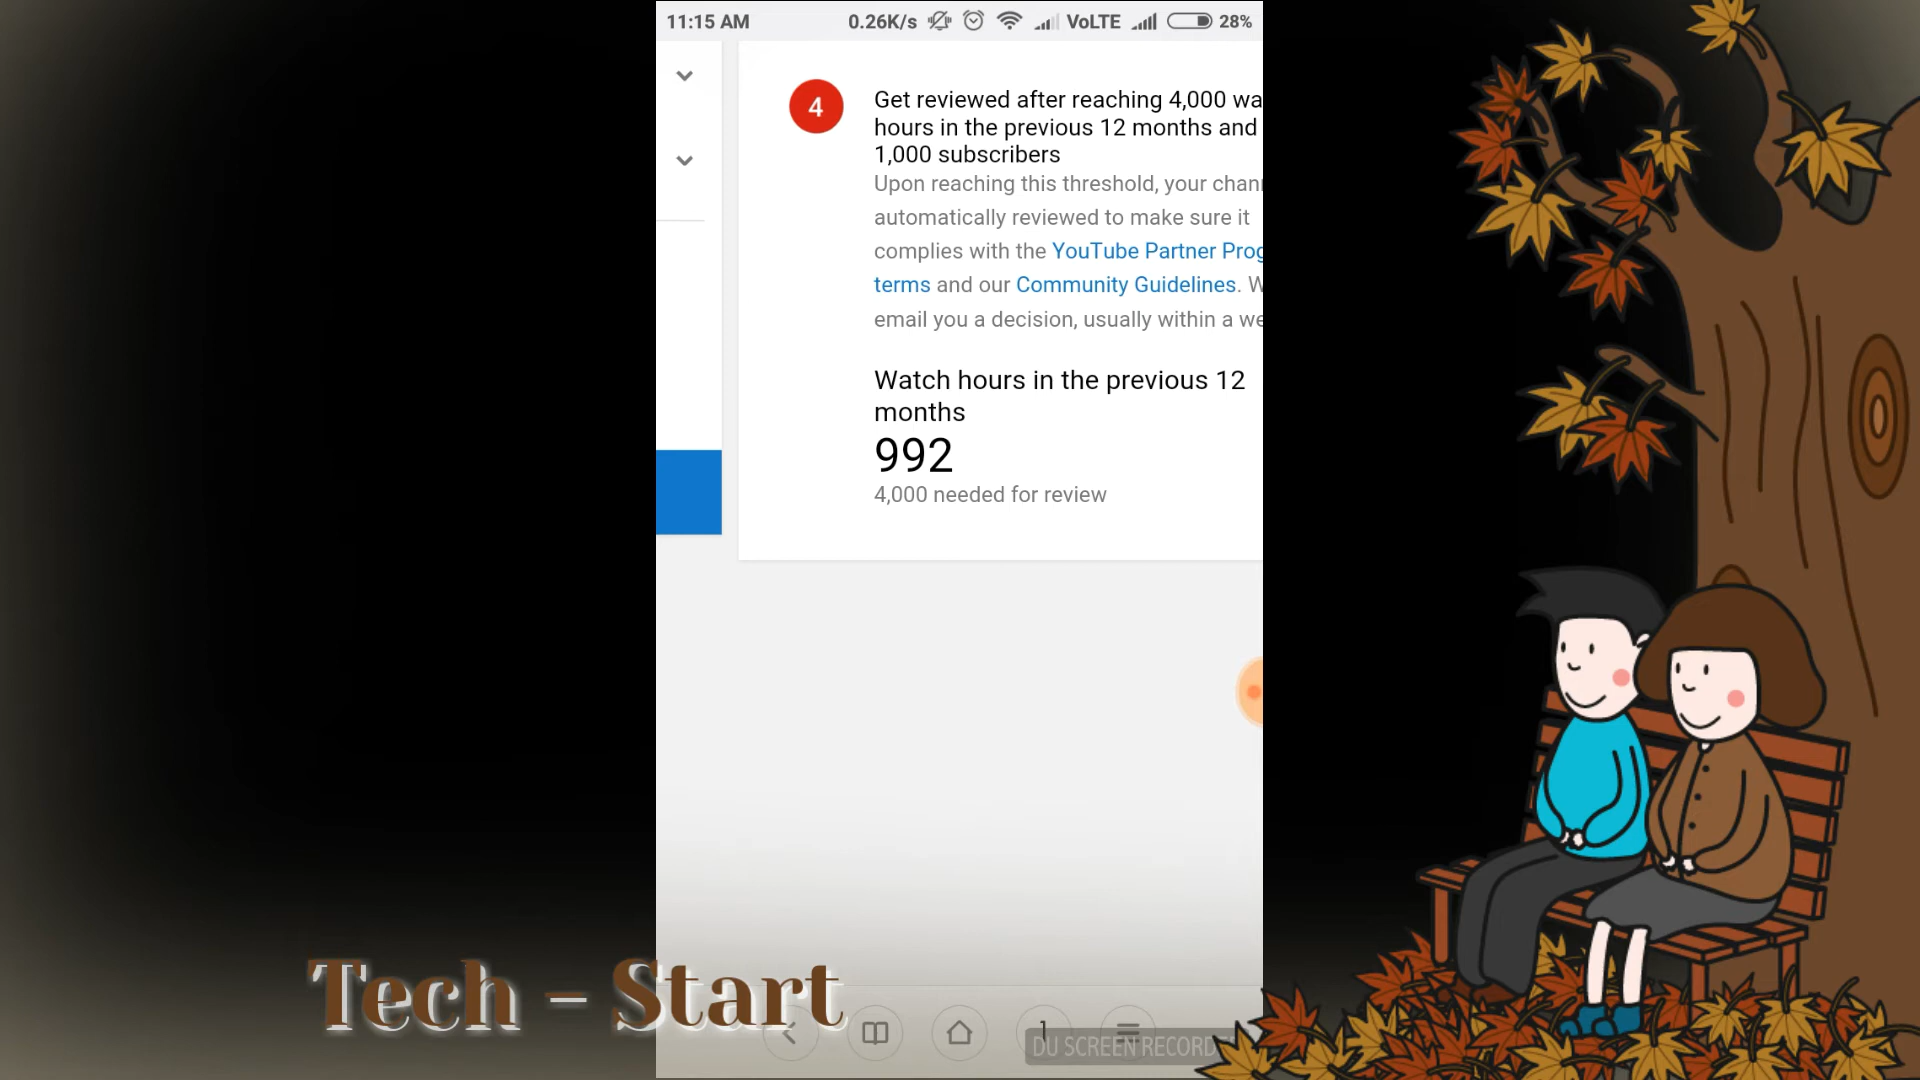 11:15 AM 0.26K/s VoLTE 28%
4
Get reviewed after reaching 4,000 wa
hours in the previous 12 months and
1,000 subscribers
Upon reaching this threshold, your chan
automatically reviewed to make sure it
complies with the YouTube Partner Prog
terms and our Community Guidelines. W
email you a decision, usually within a we
Watch hours in the previous 12
months
992
4,000 needed for review
Tech - Start
1
DU SCREEN RECORDE